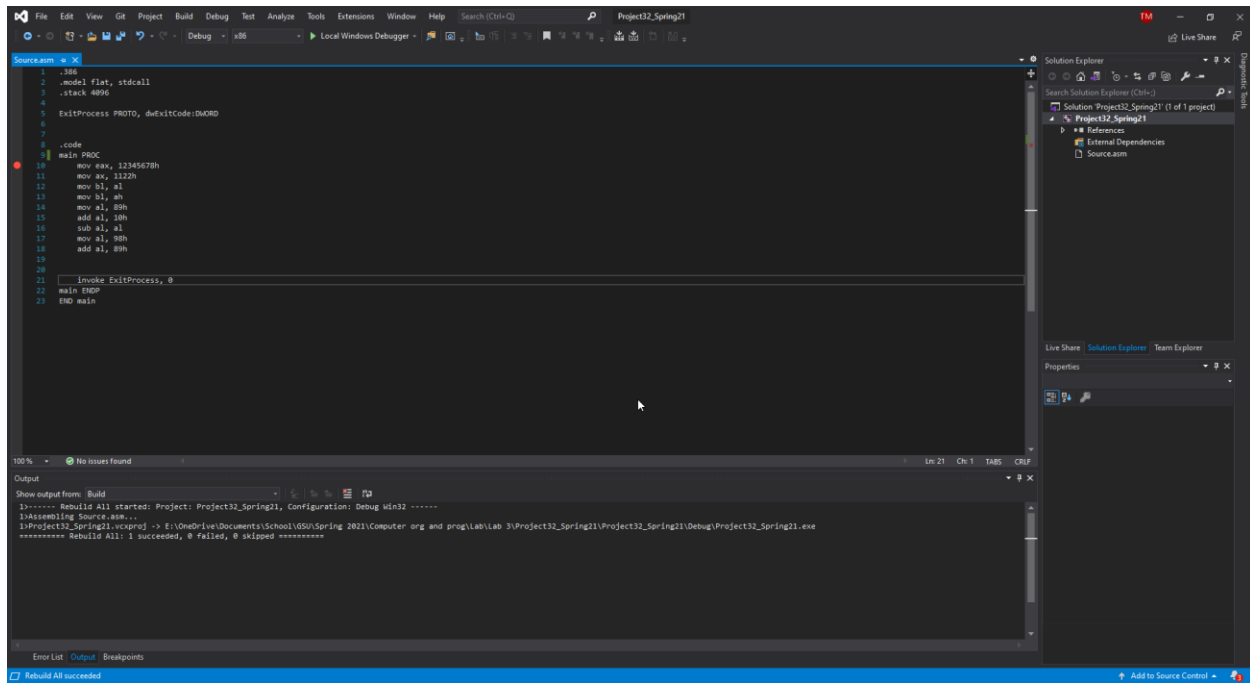 File Edit View Git Project Build Debug Test Analyze Tools Extensions Window Help Search (Ctrl+Q) Project32_Spring21 TM
Debug x86 Local Windows Debugger Live Share
Source.asm
1 .386
2 .model flat, stdcall
3 .stack 4096
4
5 ExitProcess PROTO, dwExitCode:DWORD
6
7
8 .code
9 main PROC
10 mov eax, 12345678h
11 mov ax, 1122h
12 mov bl, al
13 mov bl, ah
14 mov al, 89h
15 add al, 10h
16 sub al, al
17 mov al, 98h
18 add al, 89h
19
20
21 invoke ExitProcess, 0
22 main ENDP
23 END main
100 % No issues found Ln: 21 Ch: 1 TABS CRLF
Output
Show output from: Build
1>------ Rebuild All started: Project: Project32_Spring21, Configuration: Debug Win32 ------
1>Assembling Source.asm...
1>Project32_Spring21.vcxproj -> E:\OneDrive\Documents\School\GSU\Spring 2021\Computer org and prog\Lab\Lab 3\Project32_Spring21\Project32_Spring21\Debug\Project32_Spring21.exe
========== Rebuild All: 1 succeeded, 0 failed, 0 skipped ==========
Error List Output Breakpoints
Solution Explorer
Search Solution Explorer (Ctrl+;)
Solution 'Project32_Spring21' (1 of 1 project)
Project32_Spring21
References
External Dependencies
Source.asm
Live Share Solution Explorer Team Explorer
Properties
Diagnostic Tools
Rebuild All succeeded Add to Source Control 3